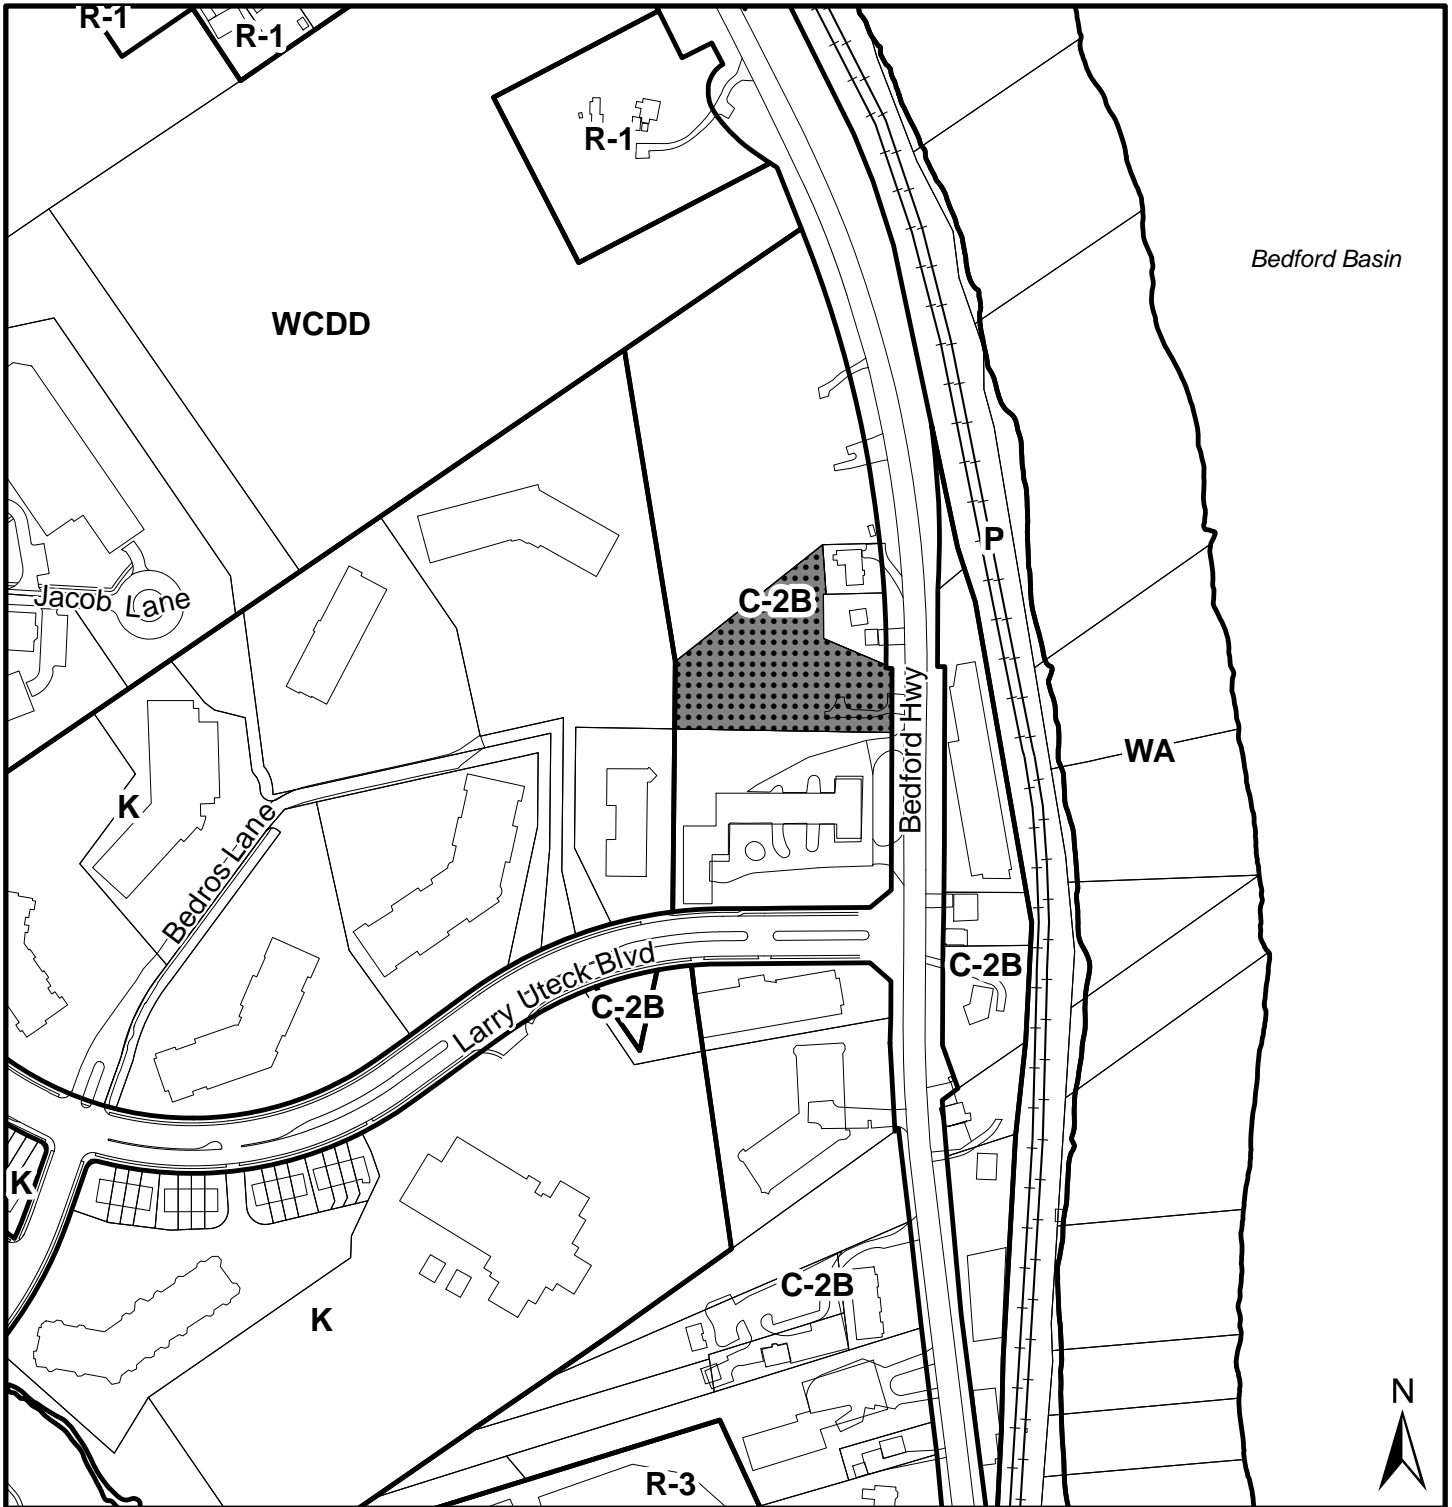 R-1
R-1
R-1
Bedford Basin
WCDD
P
C-2B
Jacob Lane
Bedford Hwy
WA
K
Bedros Lane
Larry Uteck Blvd
C-2B
C-2B
K
C-2B
K
N
R-3